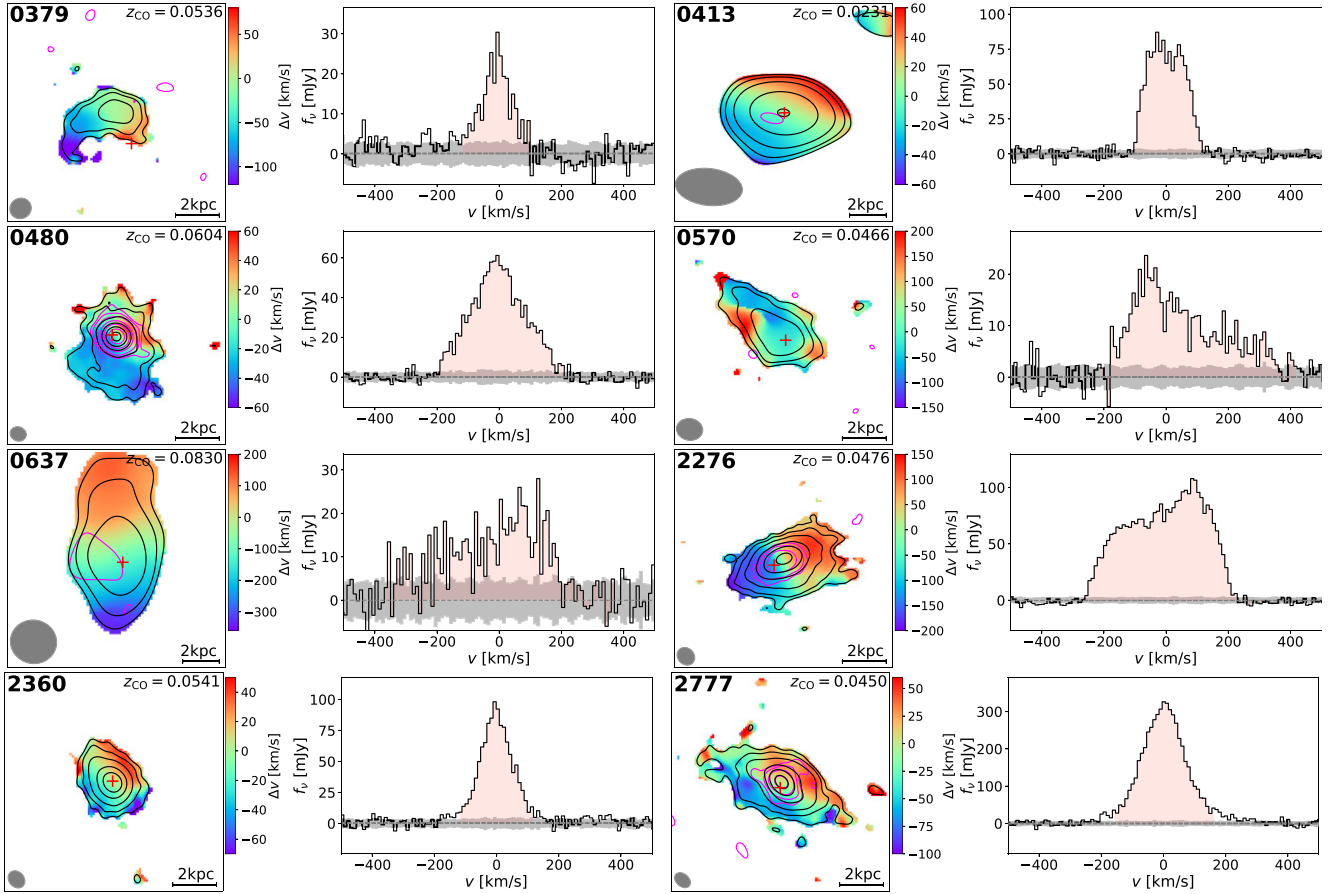 0379
z_CO = 0.0536
2kpc
50
0
−50
−100
Δv [km/s]
30
20
10
0
f_ν [mJy]
−400 −200 0 200 400
v [km/s]
0413
z_CO = 0.0231
2kpc
60
40
20
0
−20
−40
−60
Δv [km/s]
100
75
50
25
0
f_ν [mJy]
−400 −200 0 200 400
v [km/s]
0480
z_CO = 0.0604
2kpc
60
40
20
0
−20
−40
−60
Δv [km/s]
60
40
20
0
f_ν [mJy]
−400 −200 0 200 400
v [km/s]
0570
z_CO = 0.0466
2kpc
200
150
100
50
0
−50
−100
−150
Δv [km/s]
20
10
0
f_ν [mJy]
−400 −200 0 200 400
v [km/s]
0637
z_CO = 0.0830
2kpc
200
100
0
−100
−200
−300
Δv [km/s]
30
20
10
0
f_ν [mJy]
−400 −200 0 200 400
v [km/s]
2276
z_CO = 0.0476
2kpc
150
100
50
0
−50
−100
−150
−200
Δv [km/s]
100
50
0
f_ν [mJy]
−400 −200 0 200 400
v [km/s]
2360
z_CO = 0.0541
2kpc
40
20
0
−20
−40
−60
Δv [km/s]
100
75
50
25
0
f_ν [mJy]
−400 −200 0 200 400
v [km/s]
2777
z_CO = 0.0450
2kpc
50
25
0
−25
−50
−75
−100
Δv [km/s]
300
200
100
0
f_ν [mJy]
−400 −200 0 200 400
v [km/s]